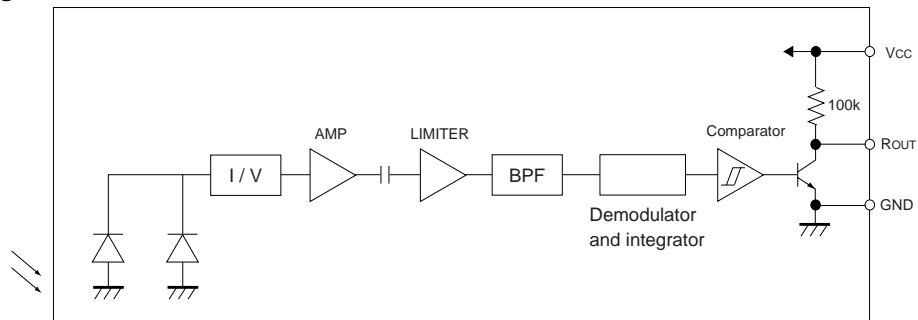 VCC
100k
AMP
LIMITER
Comparator
ROUT
I / V
BPF
GND
Demodulator
and integrator